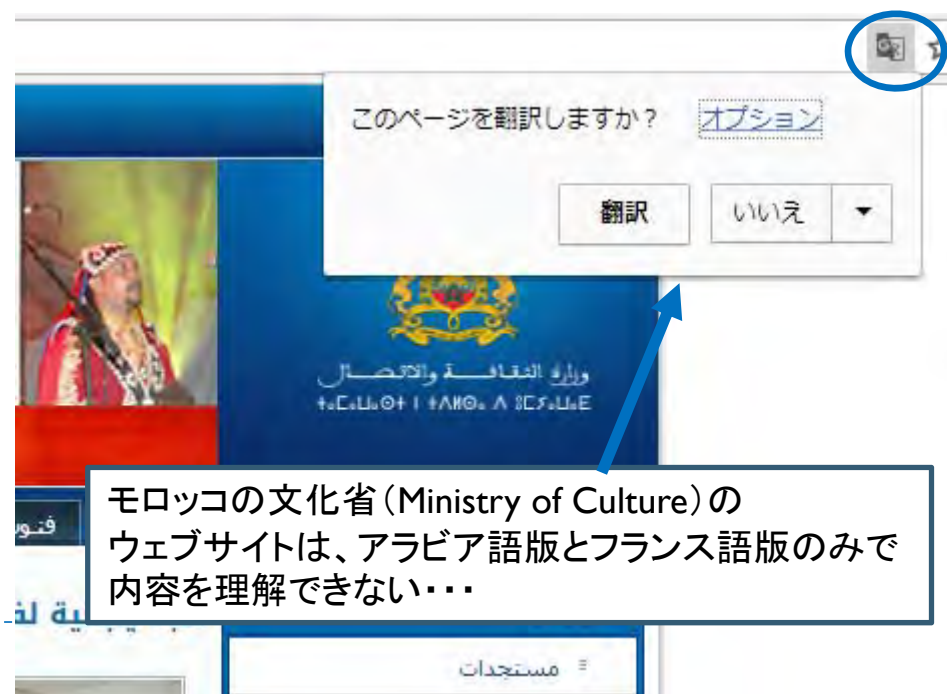 このページを翻訳しますか？ オプション
翻訳 いいえ
وزارة الثقافة والاتصال
ⵜⴰⵎⴰⵡⴰⵙⵜ ⵏ ⵜⴷⵍⵙⴰ ⴷ ⵓⵎⵢⴰⵡⴰⴹ
モロッコの文化省（Ministry of Culture）の
ウェブサイトは、アラビア語版とフランス語版のみで
内容を理解できない・・・
مستجدات